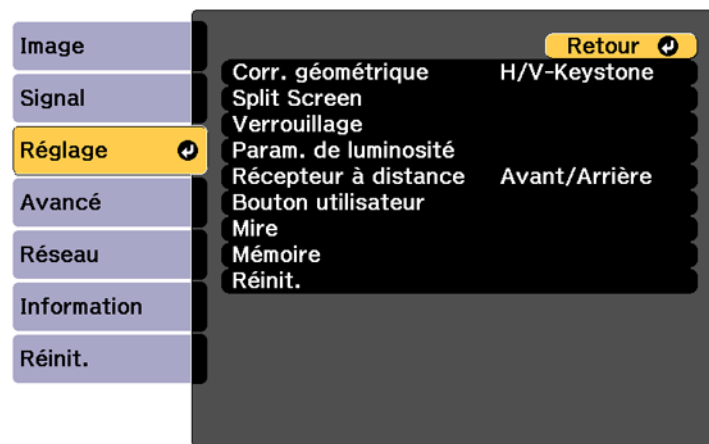 Image
Signal
Réglage
Avancé
Réseau
Information
Réinit.
Retour
Corr. géométrique H/V-Keystone
Split Screen
Verrouillage
Param. de luminosité
Récepteur à distance Avant/Arrière
Bouton utilisateur
Mire
Mémoire
Réinit.